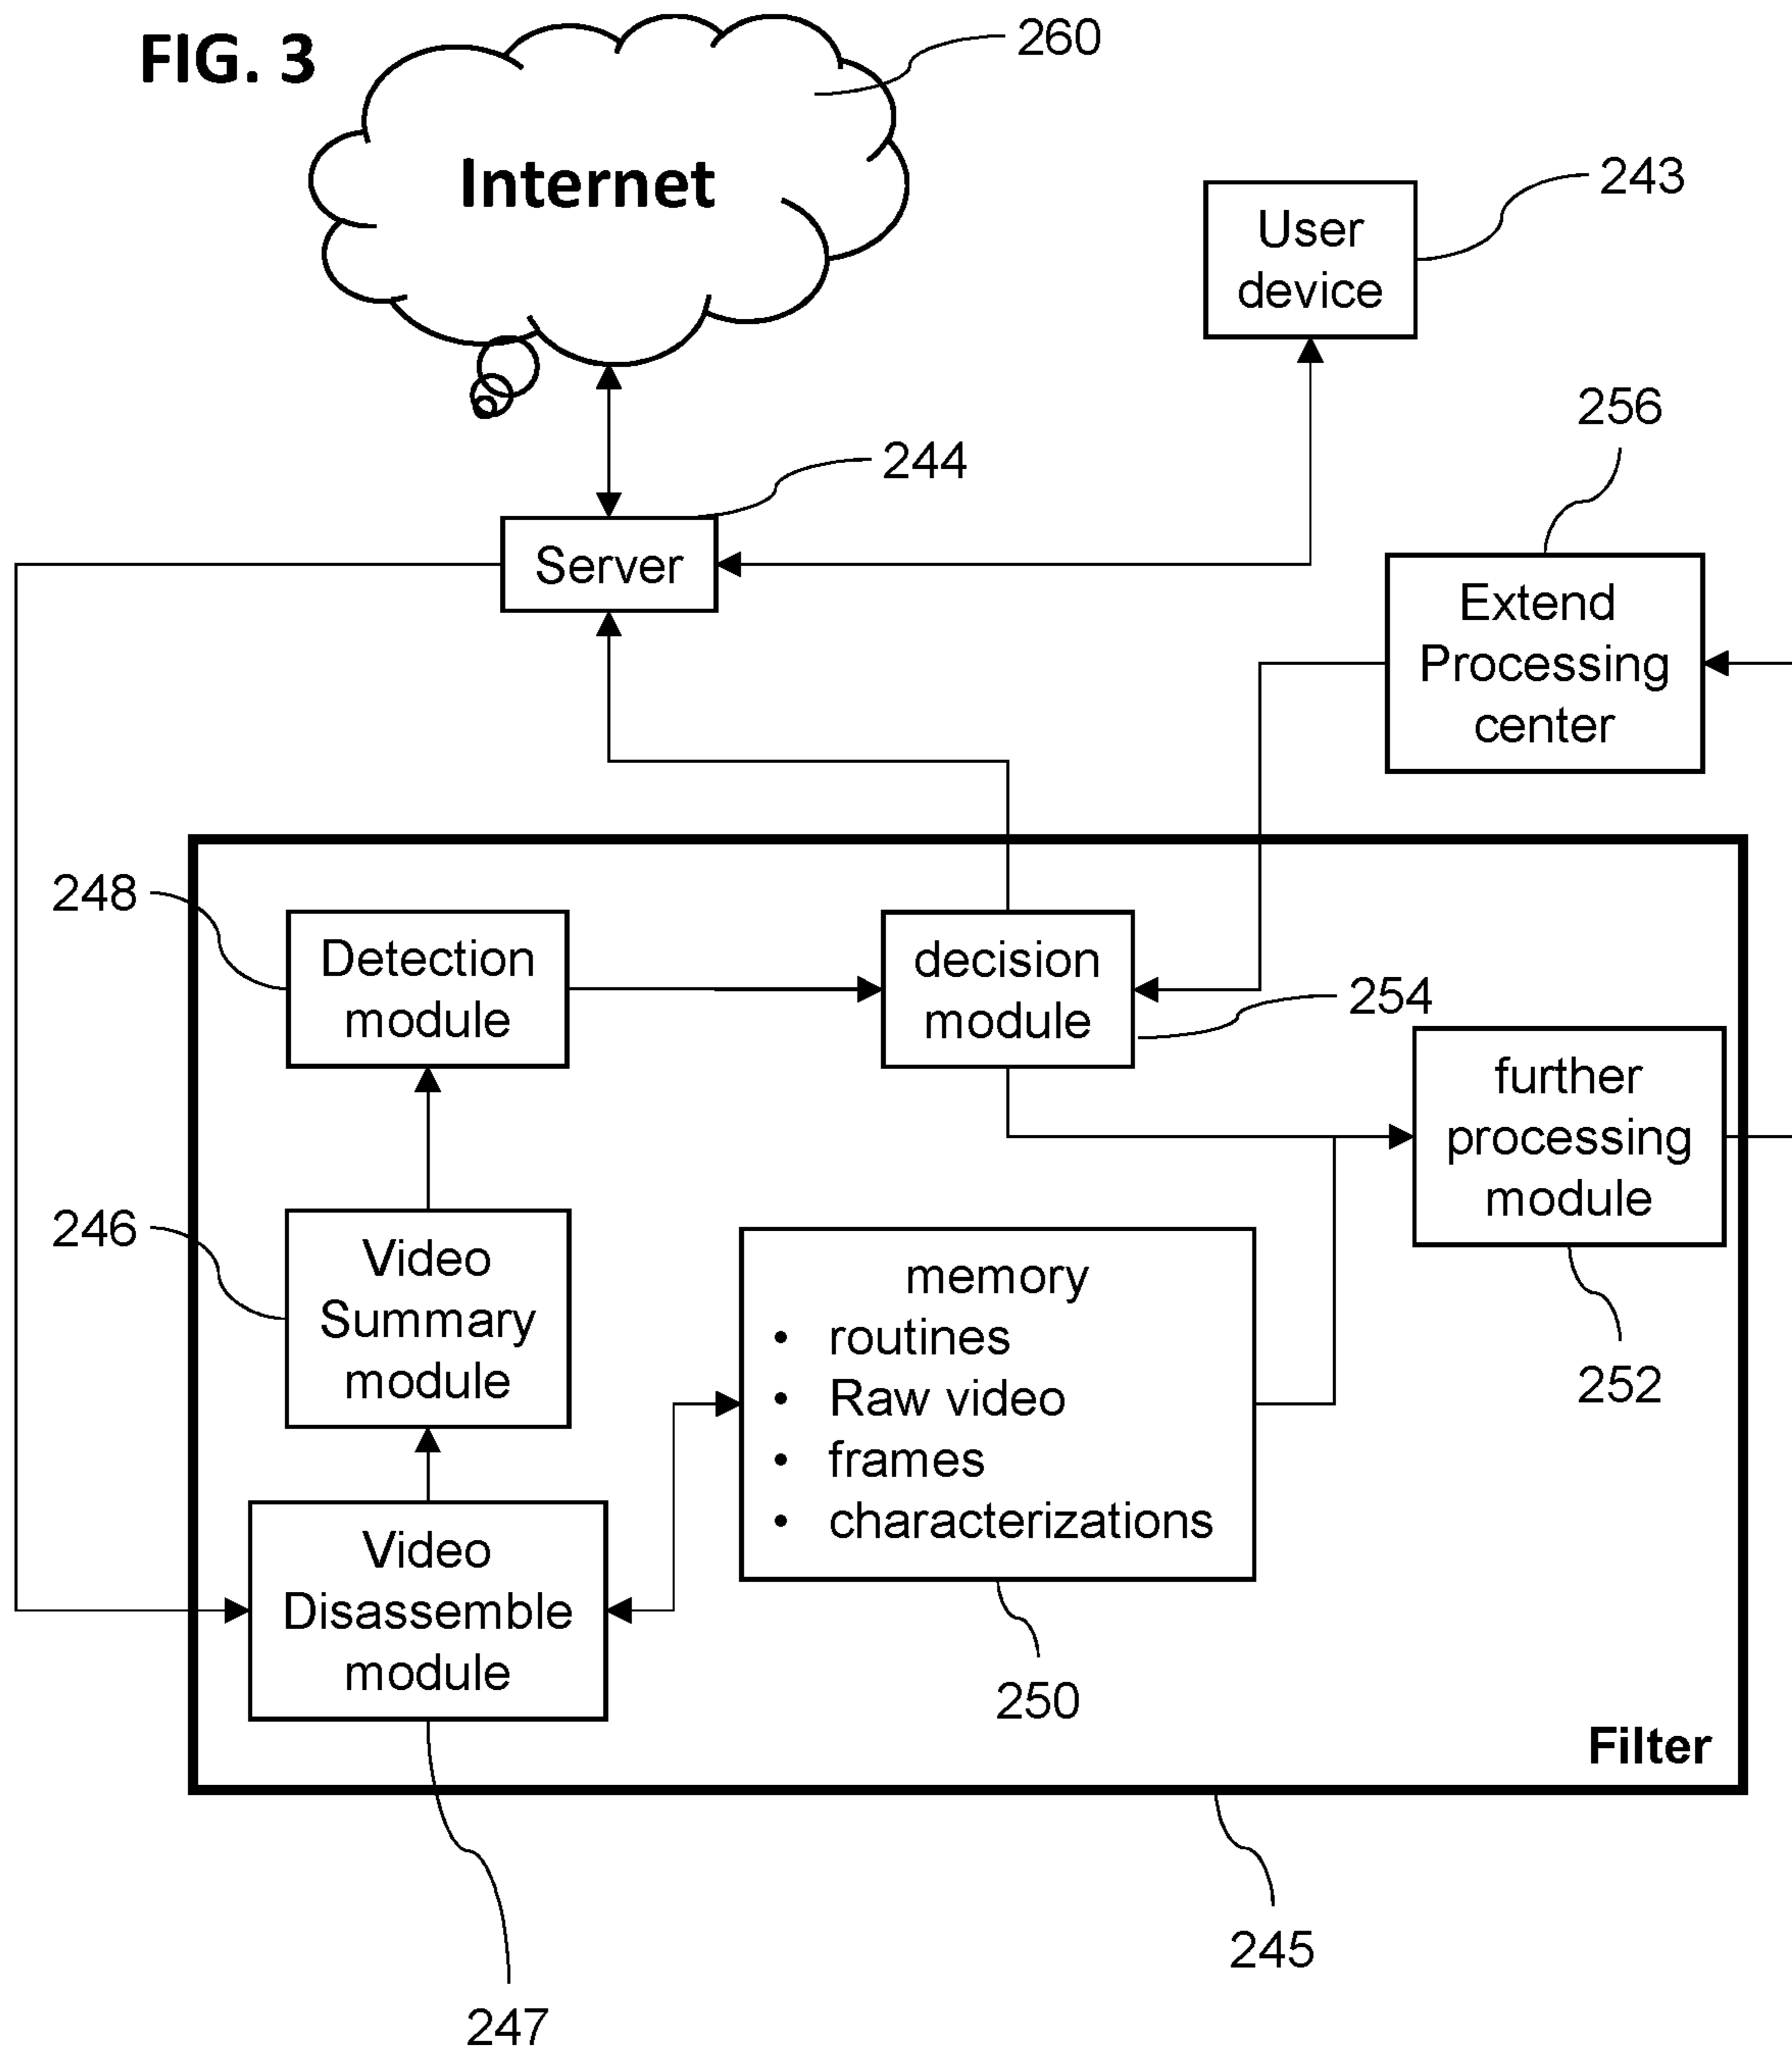 FIG. 3
260
Internet
243
User
device
256
244
Server
Extend
Processing
center
248
Detection
module
decision
module
254
further
processing
module
246
Video
Summary
module
memory
• routines
• Raw video
• frames
• characterizations
252
Video
Disassemble
module
250
Filter
245
247